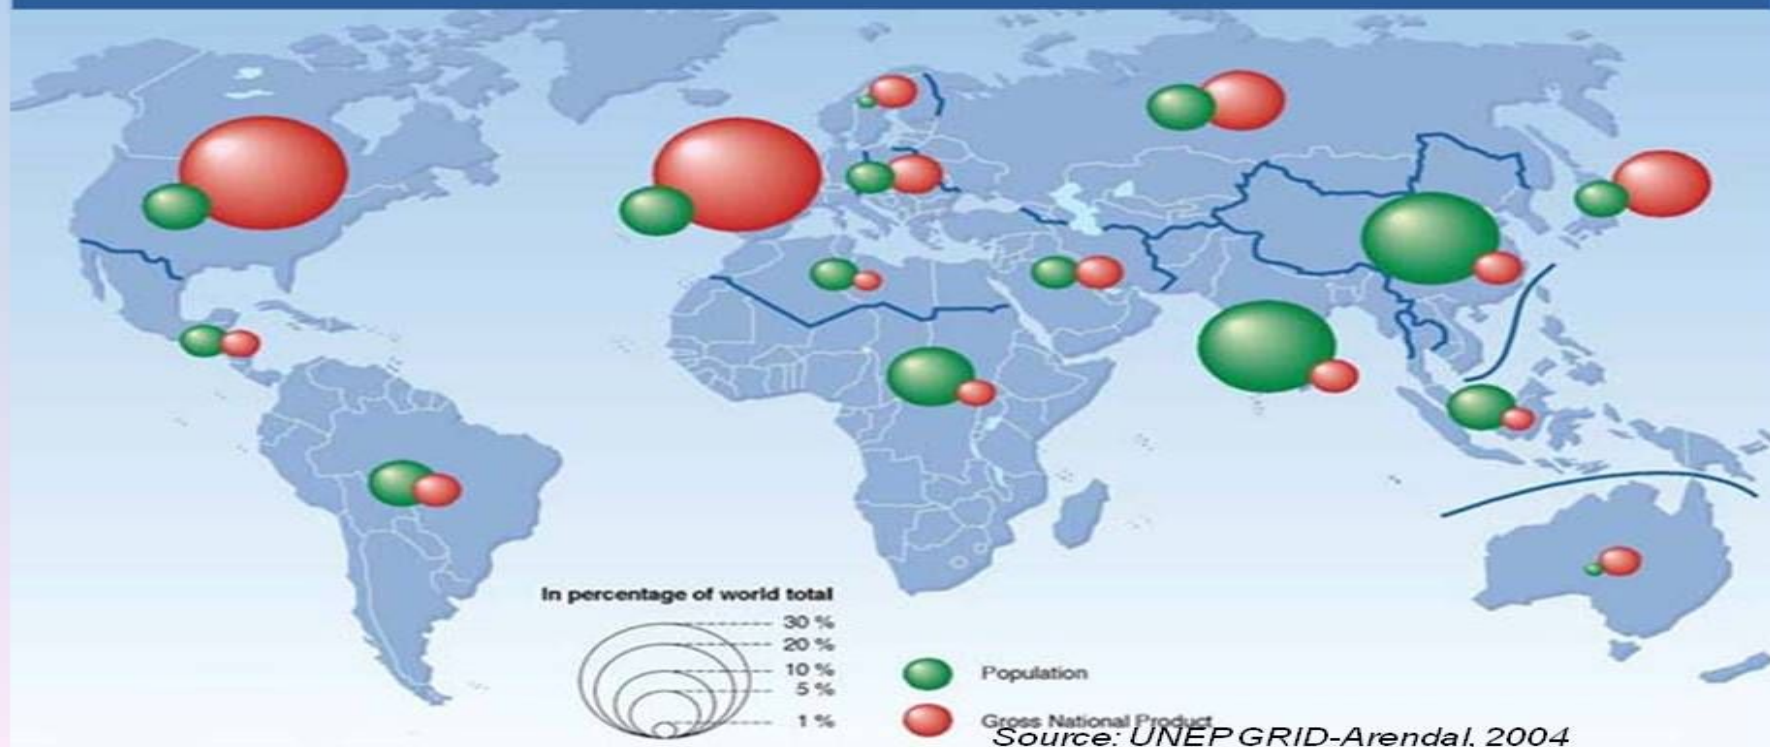 In percentage of world total
30 %
20 %
10 %
5 %
1 %
Population
Gross National Product
Source: UNEP GRID-Arendal, 2004